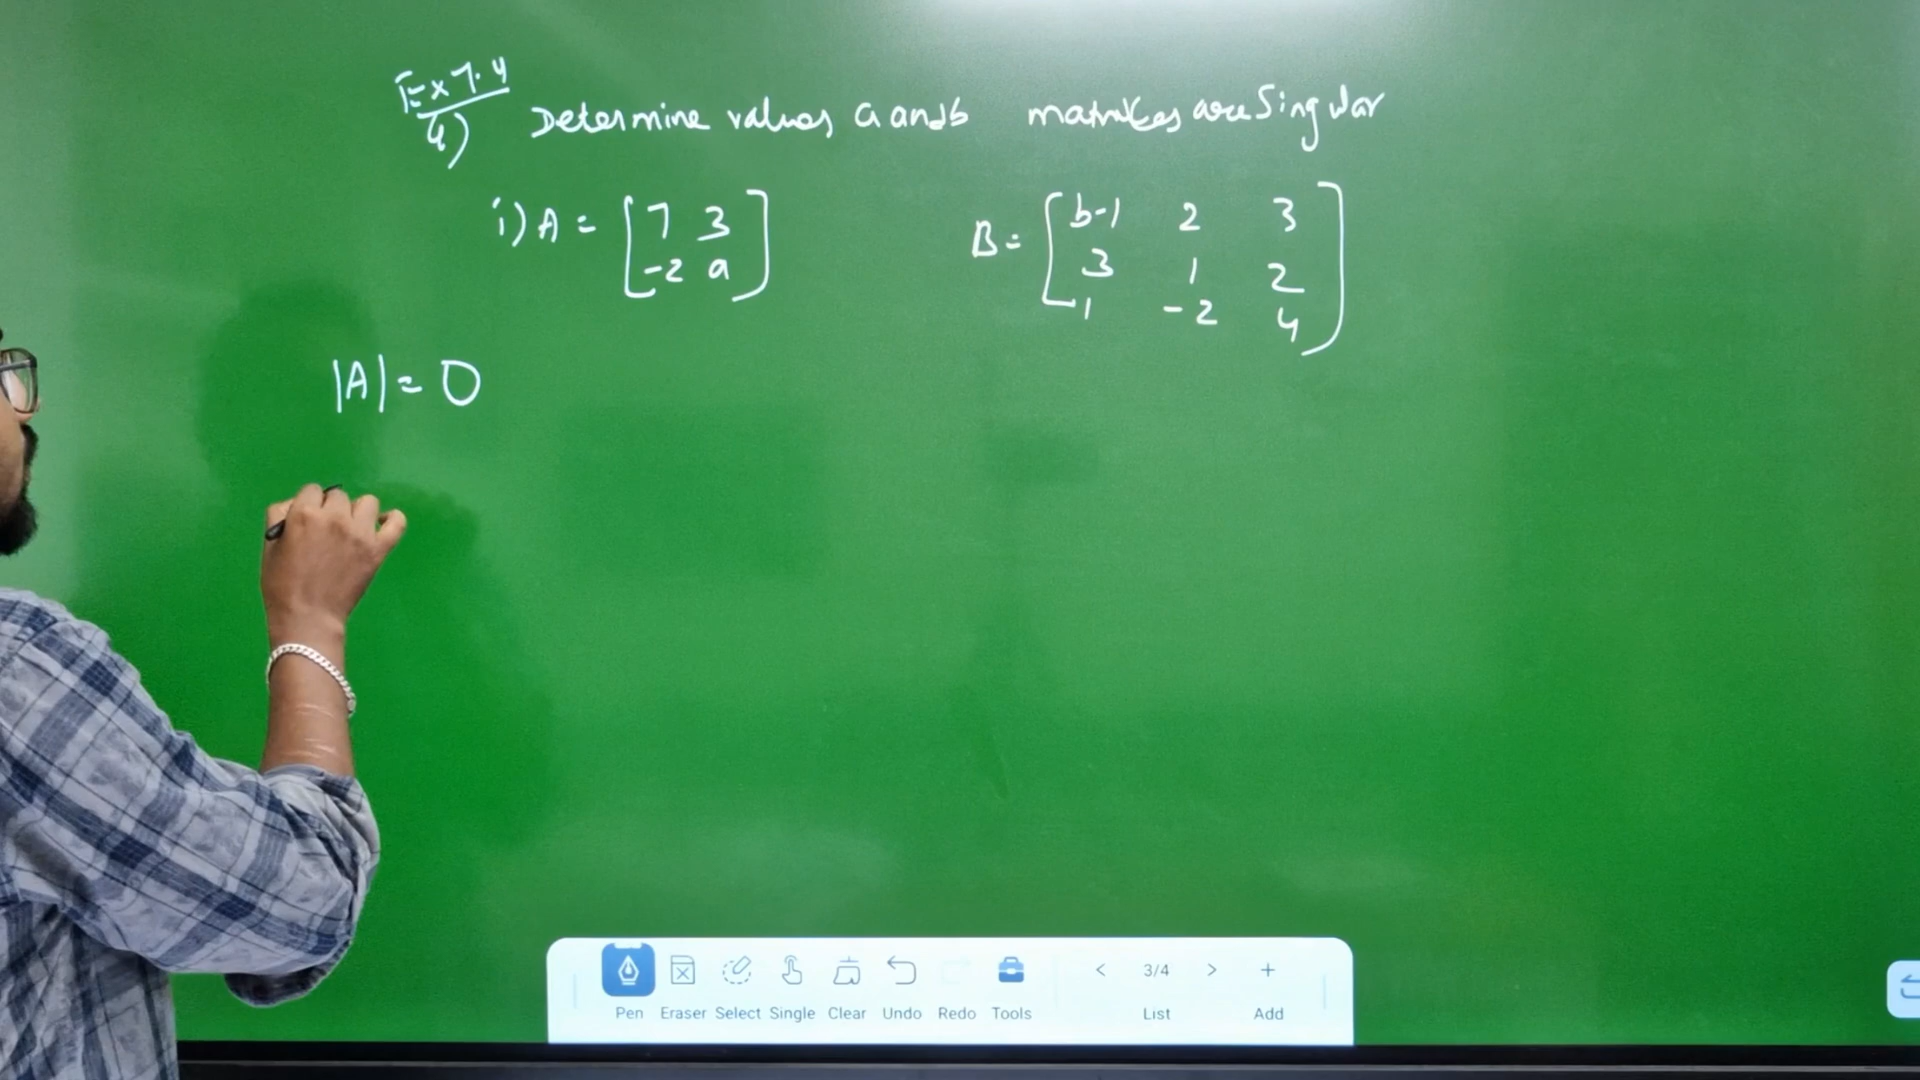 Ex 7.4
4) Determine values a and b matrices are Singular
i) A = [7 3
-2 a]
B = [b-1 2 3
3 1 2
1 -2 4]
|A| = 0
Pen Eraser Select Single Clear Undo Redo Tools < 3/4 > List + Add